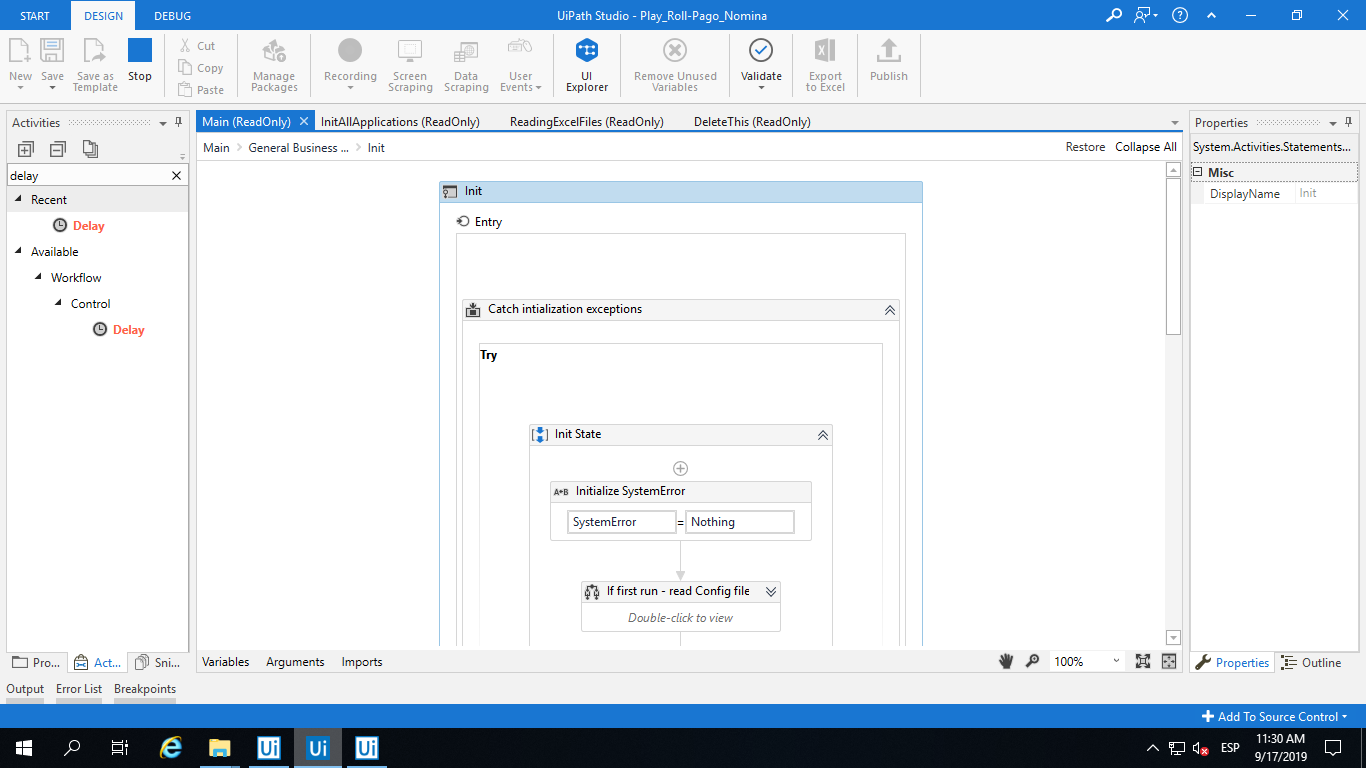 START DESIGN DEBUG UiPath Studio - Play_Roll-Pago_Nomina
New Save Save as Template Stop
Cut
Copy
Paste
Manage Packages
Recording Screen Scraping Data Scraping User Events
UI Explorer
Remove Unused Variables
Validate
Export to Excel
Publish
Activities
delay
Recent
Delay
Available
Workflow
Control
Delay
Main (ReadOnly) InitAllApplications (ReadOnly) ReadingExcelFiles (ReadOnly) DeleteThis (ReadOnly)
Main General Business ... Init Restore Collapse All
Init
Entry
Catch intialization exceptions
Try
Init State
A*B Initialize SystemError
SystemError = Nothing
If first run - read Config file
Double-click to view
Properties
System.Activities.Statements...
Misc
DisplayName Init
Pro... Act... Sni...
Variables Arguments Imports 100%
Properties Outline
Output Error List Breakpoints
Add To Source Control
Ui Ui Ui
ESP
11:30 AM
9/17/2019